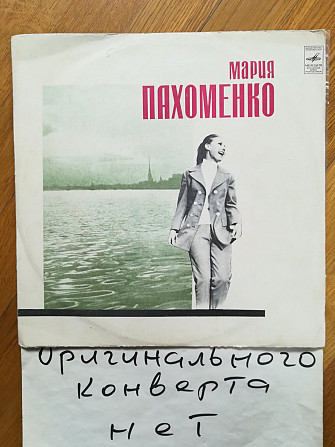 мария
ПАХОМЕНКО
Оригинального
конверта
нет